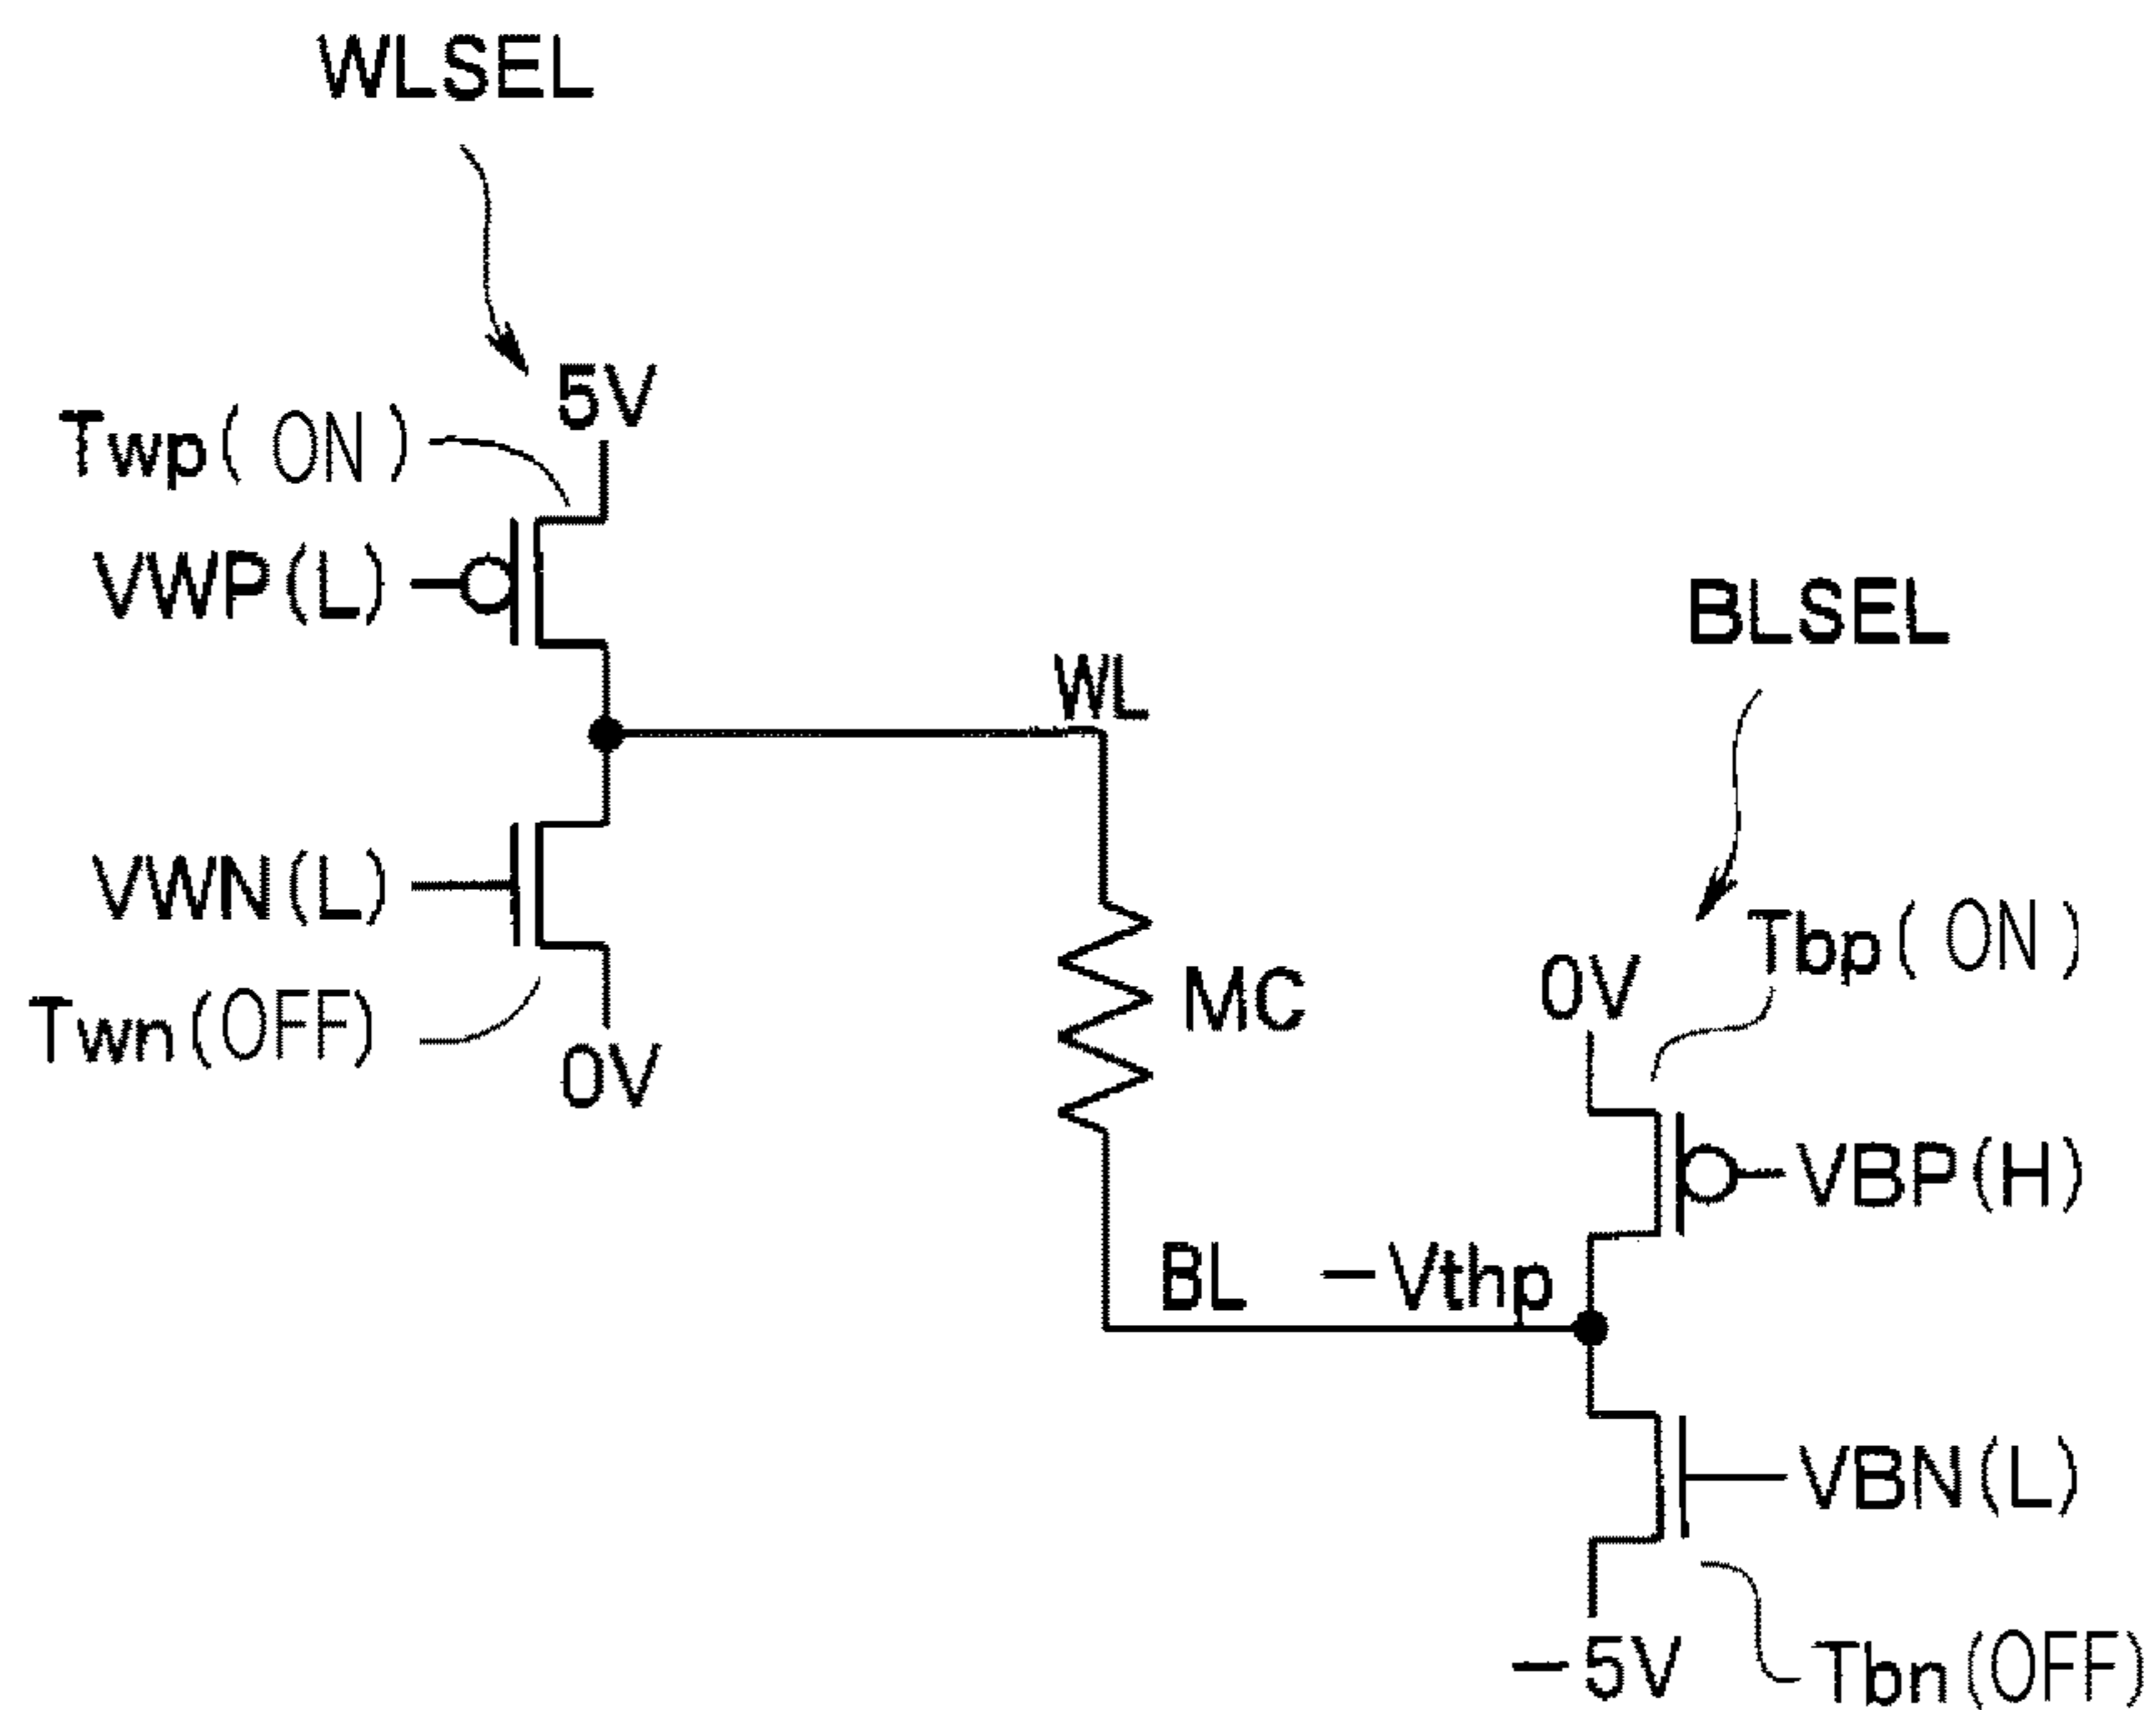 WLSEL
5V
Twp( ON )
VWP(L)
WL
VWN(L)
Twn(OFF)
0V
MC
BLSEL
0V
Tbp( ON )
VBP(H)
BL -Vthp
VBN(L)
-5V
Tbn(OFF)